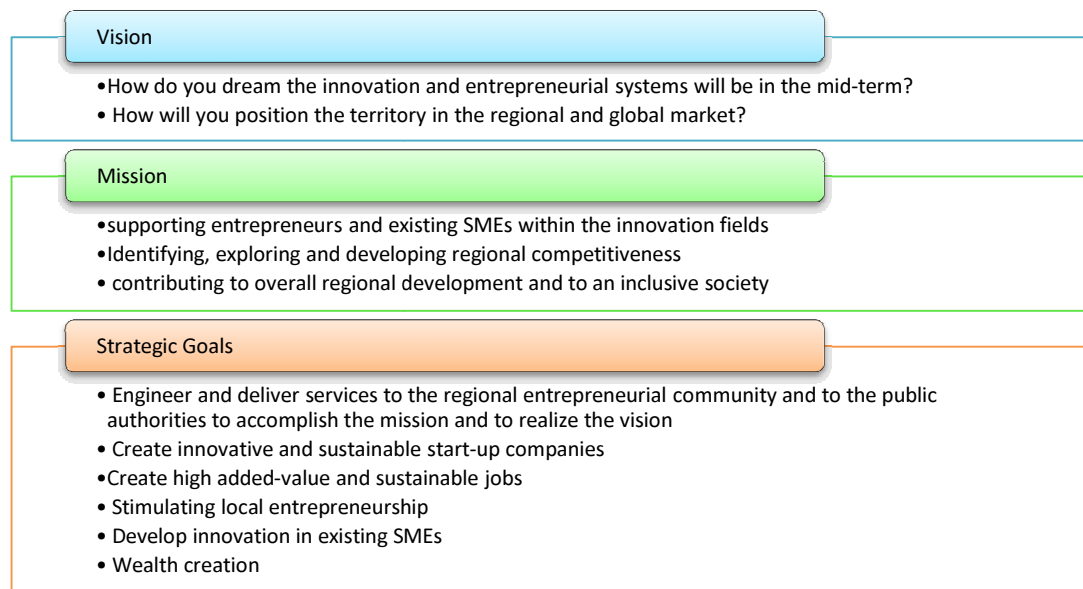 Vision
•How do you dream the innovation and entrepreneurial systems will be in the mid-term?
• How will you position the territory in the regional and global market?
Mission
•supporting entrepreneurs and existing SMEs within the innovation fields
•Identifying, exploring and developing regional competitiveness
• contributing to overall regional development and to an inclusive society
Strategic Goals
• Engineer and deliver services to the regional entrepreneurial community and to the public
authorities to accomplish the mission and to realize the vision
• Create innovative and sustainable start-up companies
•Create high added-value and sustainable jobs
• Stimulating local entrepreneurship
• Develop innovation in existing SMEs
• Wealth creation